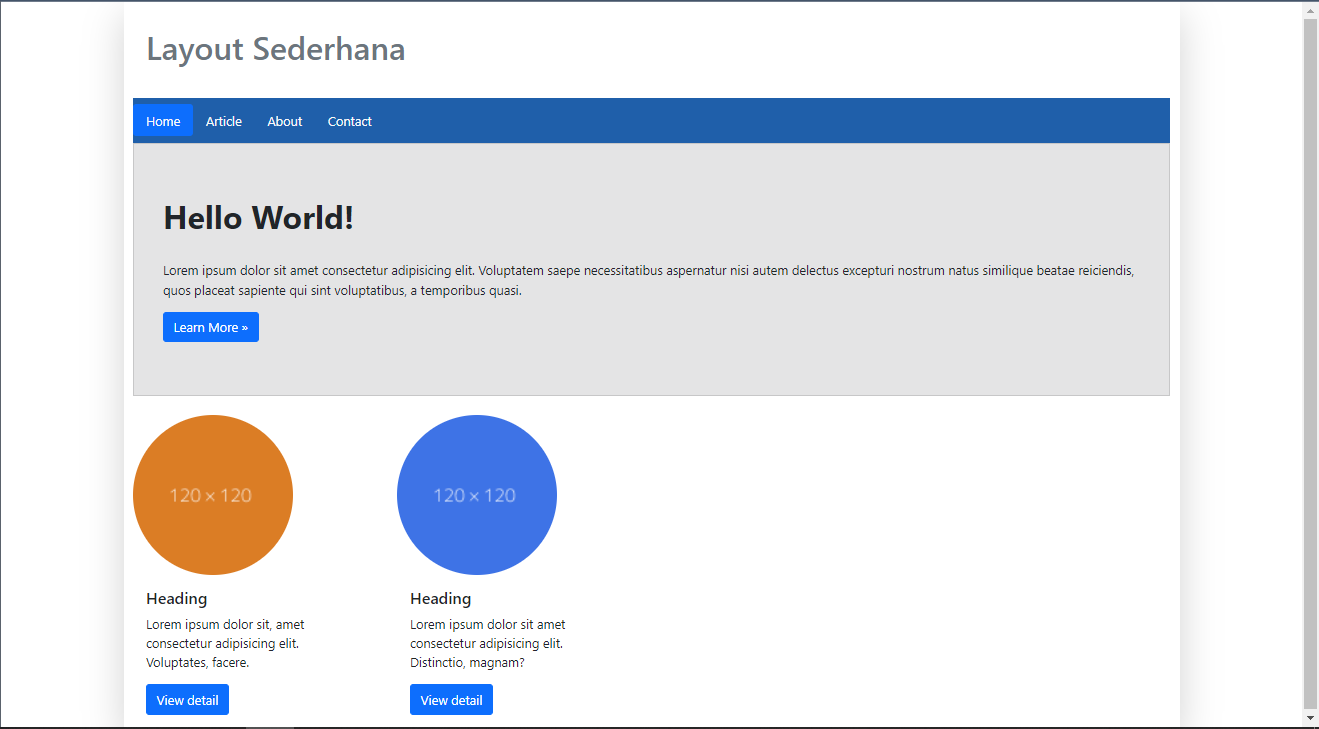 Layout Sederhana
Home Article About Contact
Hello World!
Lorem ipsum dolor sit amet consectetur adipisicing elit. Voluptatem saepe necessitatibus aspernatur nisi autem delectus excepturi nostrum natus similique beatae reiciendis,
quos placeat sapiente qui sint voluptatibus, a temporibus quasi.
Learn More »
120 × 120
120 × 120
Heading
Lorem ipsum dolor sit, amet
consectetur adipisicing elit.
Voluptates, facere.
View detail
Heading
Lorem ipsum dolor sit amet
consectetur adipisicing elit.
Distinctio, magnam?
View detail